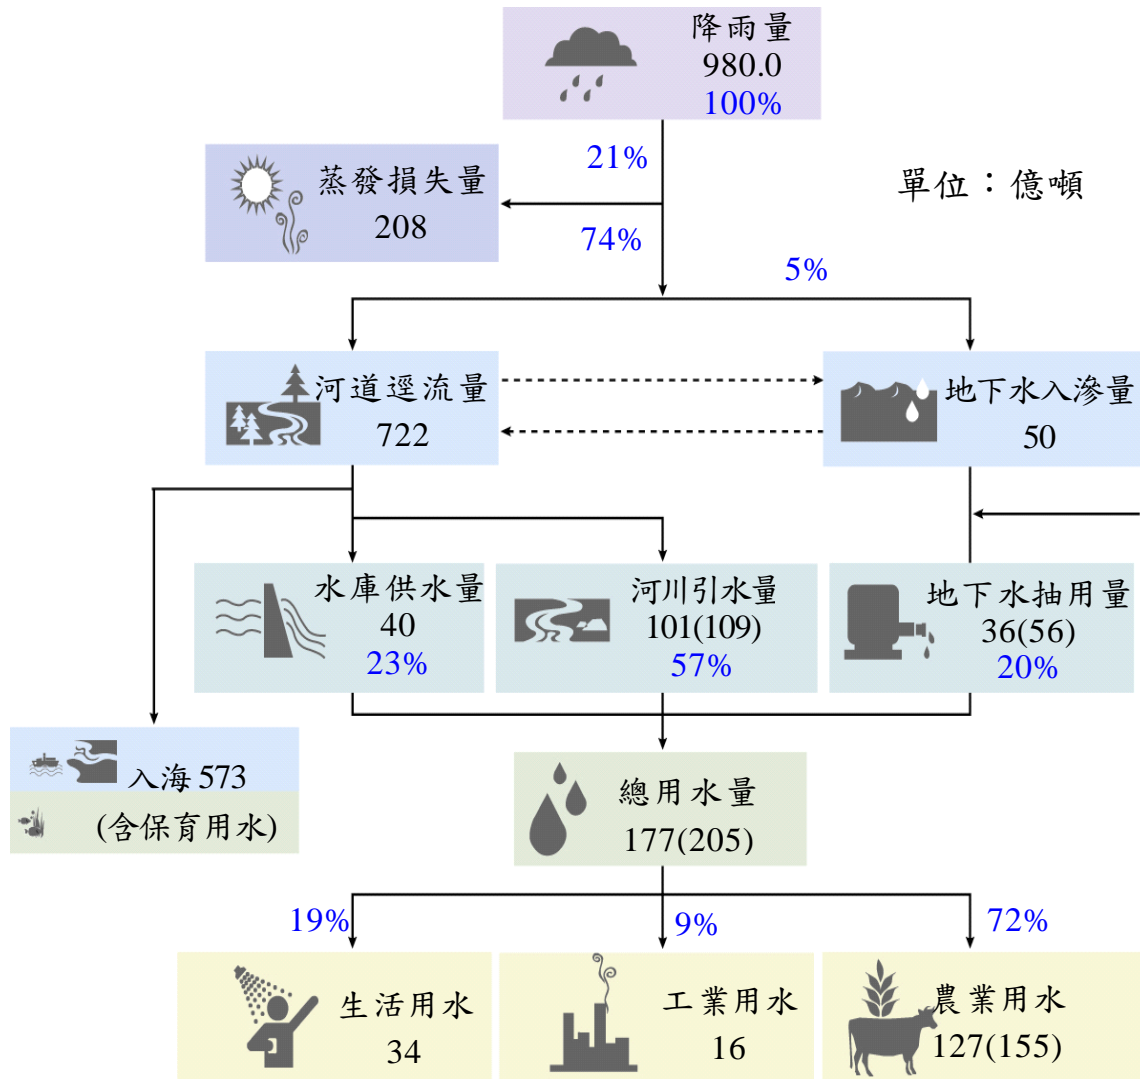 降雨量
980.0
100%
21%
蒸發損失量
208
單位：億噸
74%
5%
河道逕流量
722
地下水入滲量
50
水庫供水量
40
23%
河川引水量
101(109)
57%
地下水抽用量
36(56)
20%
入海 573
(含保育用水)
總用水量
177(205)
19%
9%
72%
生活用水
34
工業用水
16
農業用水
127(155)